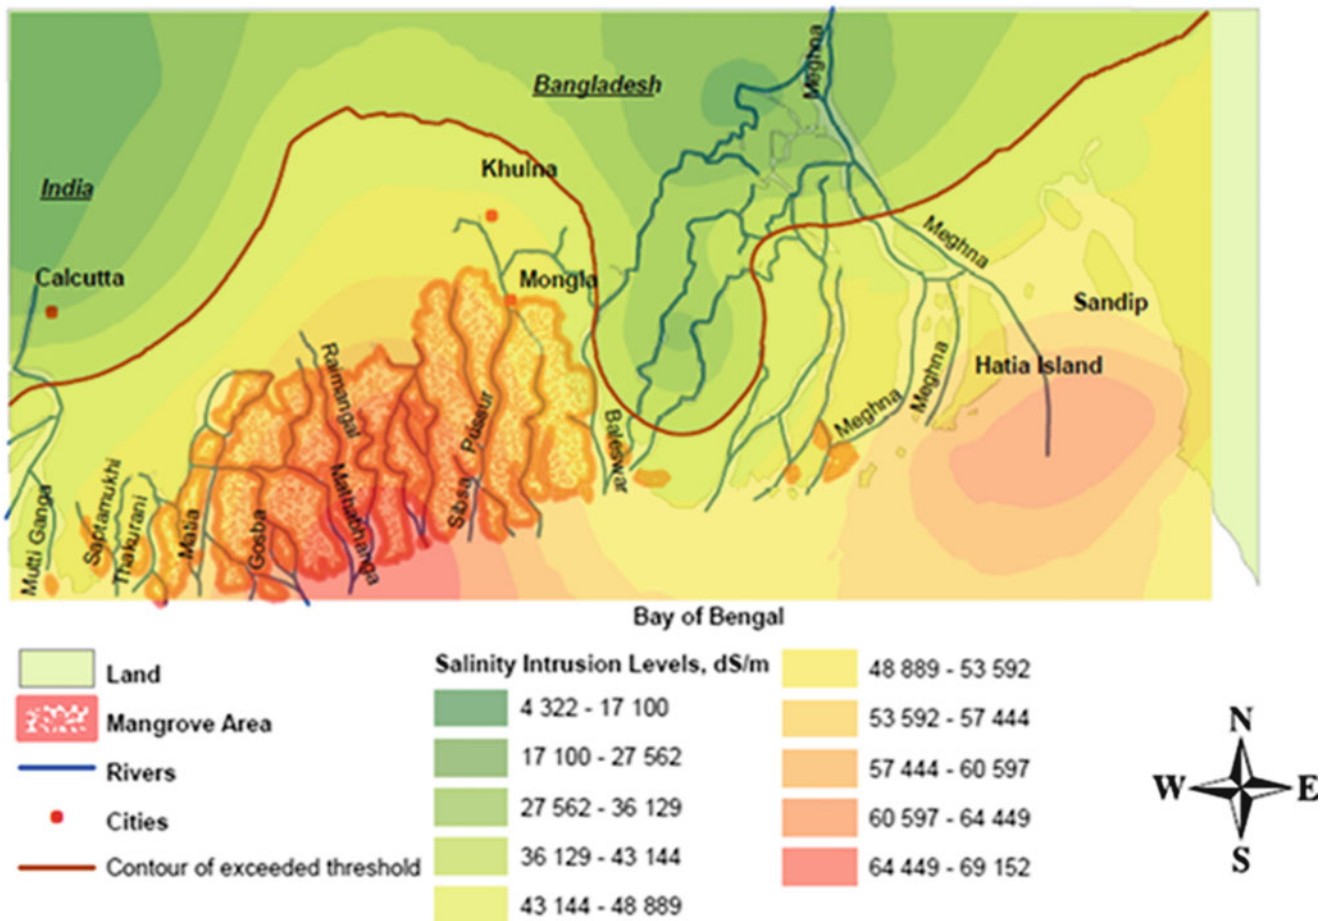 Meghna
Bangladesh
Khulna
India
Calcutta
Mongla
Meghna
Sandip
Hatia Island
Raimangal
Passur
Baleswar
Meghna
Meghna
Mutti Ganga
Saptamukhi
Thakurani
Matla
Gosba
Mathabhanga
Sibsa
Bay of Bengal
Land
Mangrove Area
Rivers
Cities
Contour of exceeded threshold
Salinity Intrusion Levels, dS/m
4 322 - 17 100
17 100 - 27 562
27 562 - 36 129
36 129 - 43 144
43 144 - 48 889
48 889 - 53 592
53 592 - 57 444
57 444 - 60 597
60 597 - 64 449
64 449 - 69 152
N
W E
S